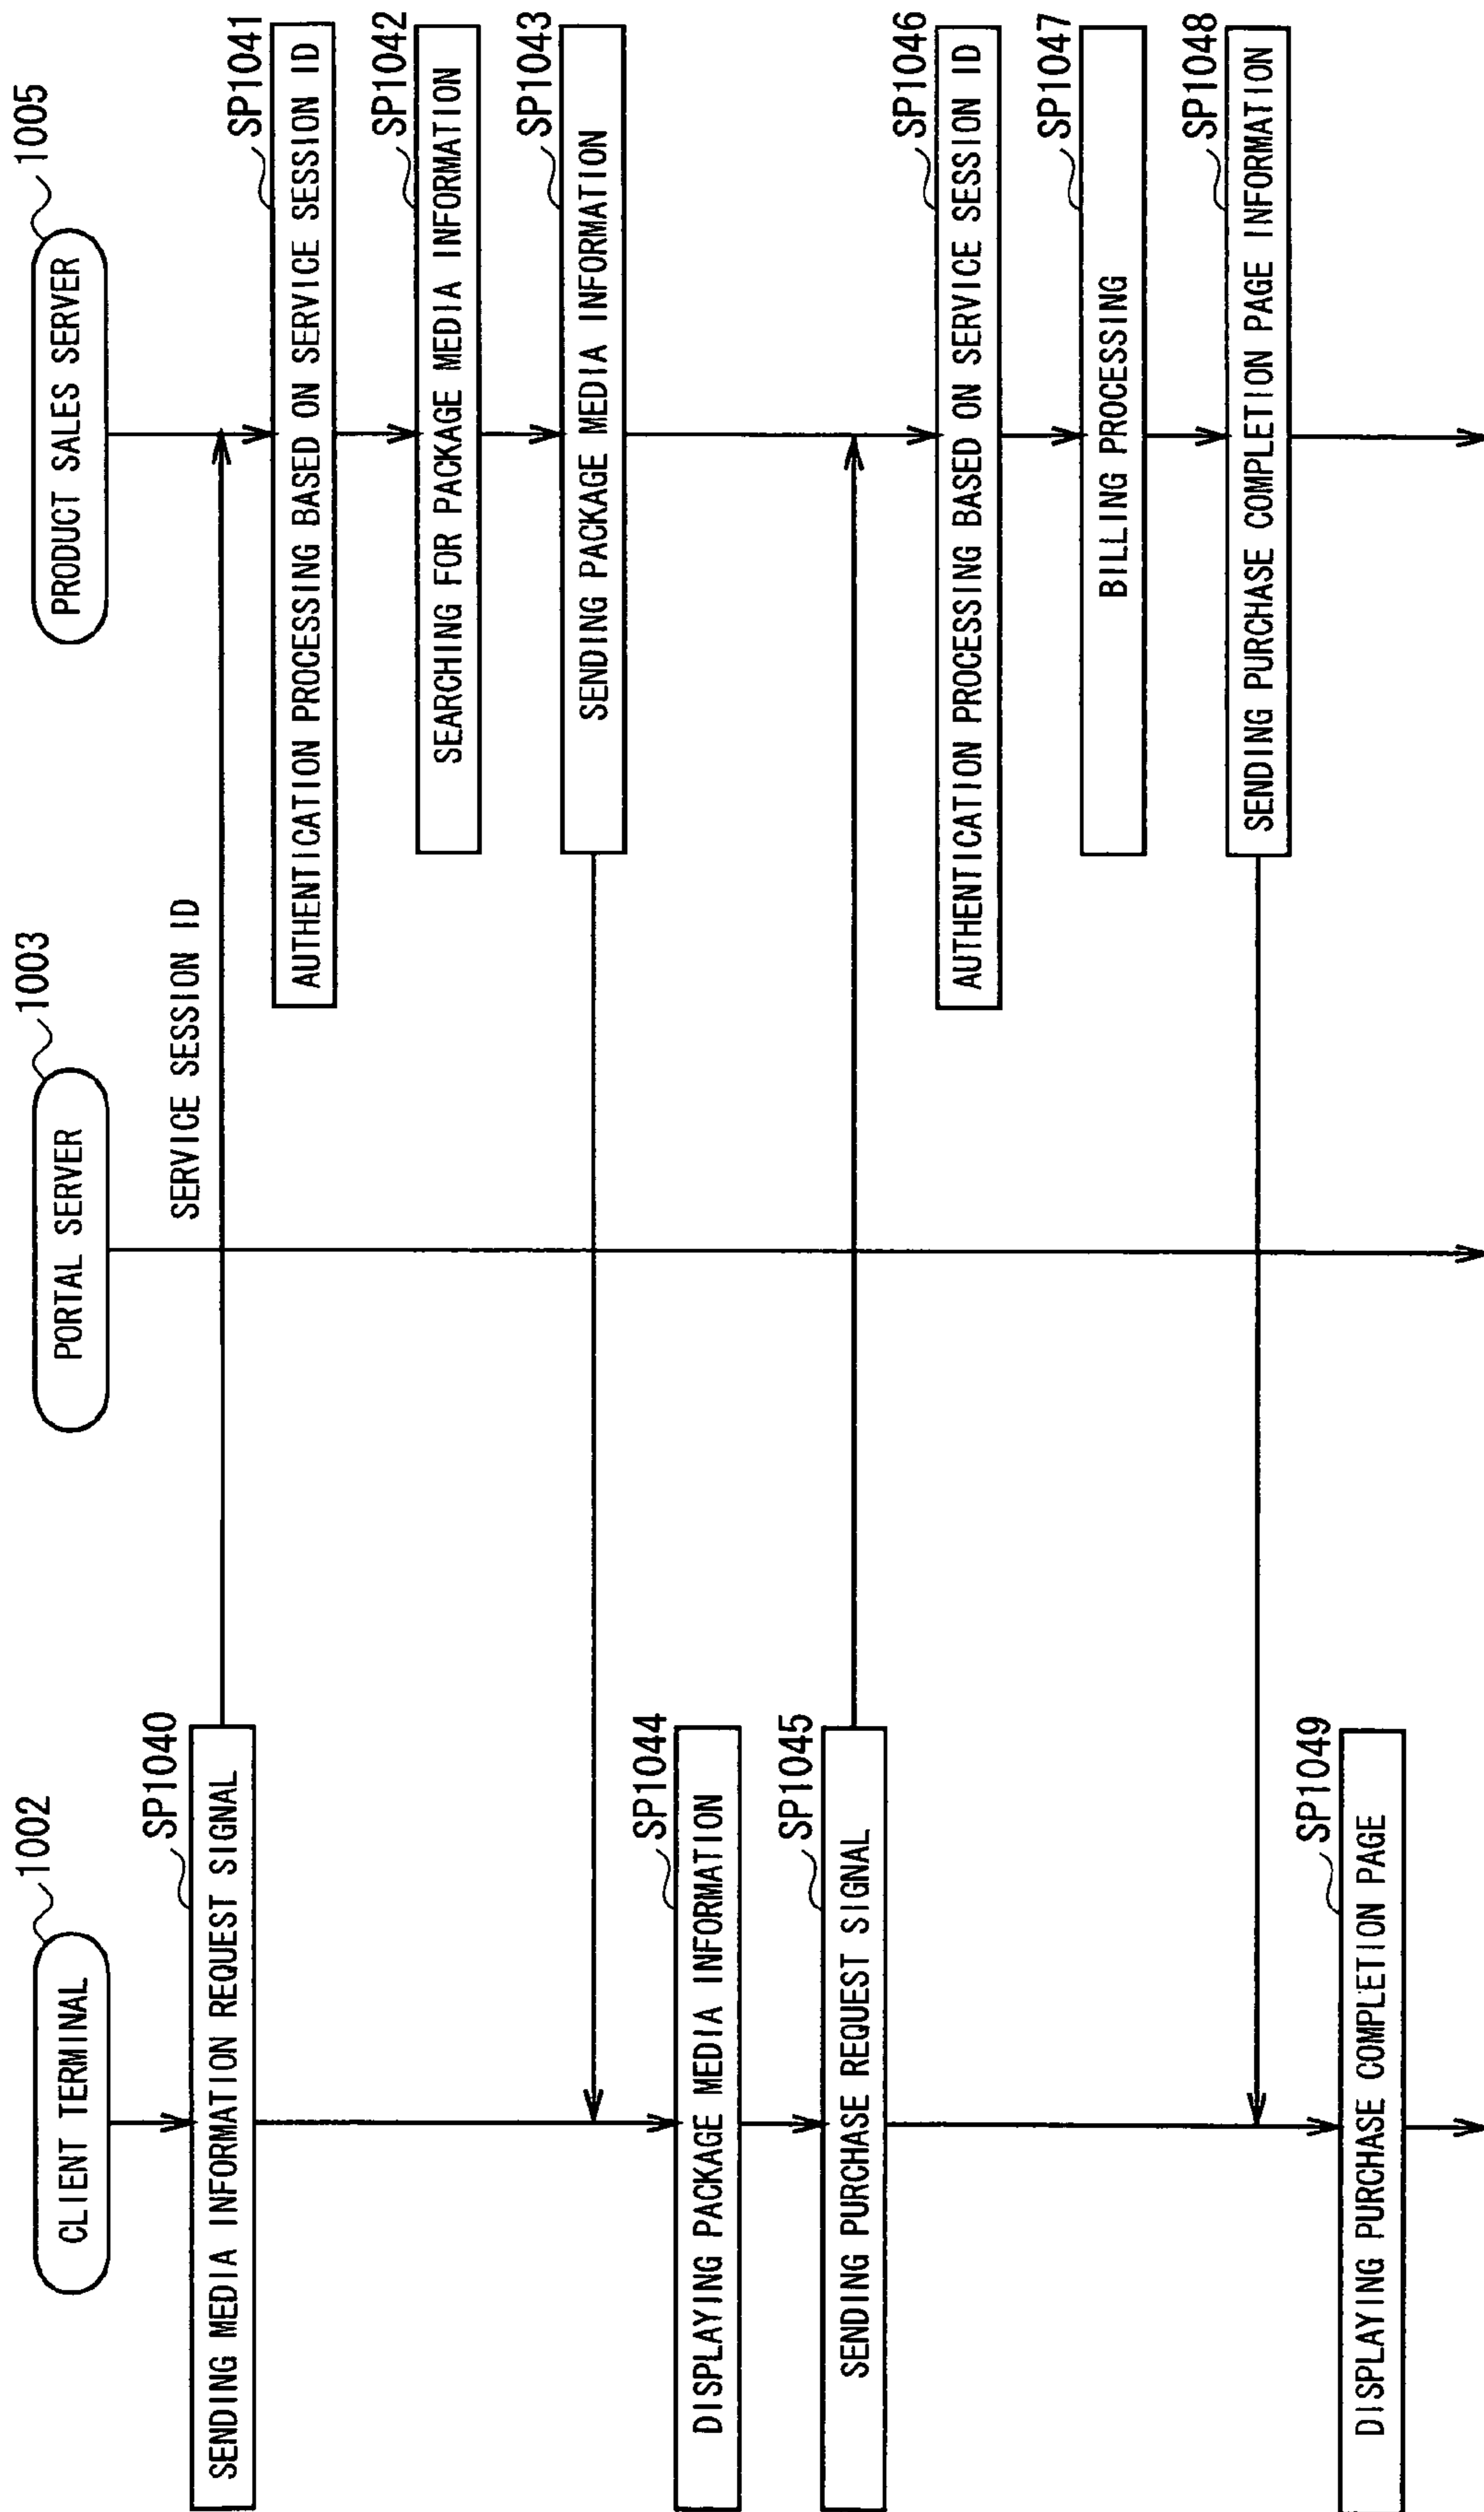 CLIENT TERMINAL
1002
PORTAL SERVER
1003
PRODUCT SALES SERVER
1005
SP1040
SENDING MEDIA INFORMATION REQUEST SIGNAL
SERVICE SESSION ID
SP1041
AUTHENTICATION PROCESSING BASED ON SERVICE SESSION ID
SP1042
SEARCHING FOR PACKAGE MEDIA INFORMATION
SP1043
SENDING PACKAGE MEDIA INFORMATION
SP1044
DISPLAYING PACKAGE MEDIA INFORMATION
SP1045
SENDING PURCHASE REQUEST SIGNAL
SP1046
AUTHENTICATION PROCESSING BASED ON SERVICE SESSION ID
SP1047
BILLING PROCESSING
SP1048
SENDING PURCHASE COMPLETION PAGE INFORMATION
SP1049
DISPLAYING PURCHASE COMPLETION PAGE